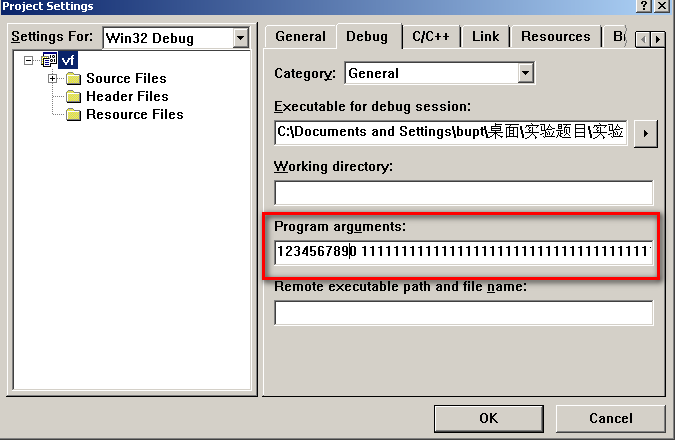 Project Settings
Settings For: Win32 Debug
vf
Source Files
Header Files
Resource Files
General Debug C/C++ Link Resources
Category: General
Executable for debug session:
C:\Documents and Settings\bupt\桌面\实验题目\实验
Working directory:
Program arguments:
1234567890 11111111111111111111111111111111111111
Remote executable path and file name:
OK Cancel